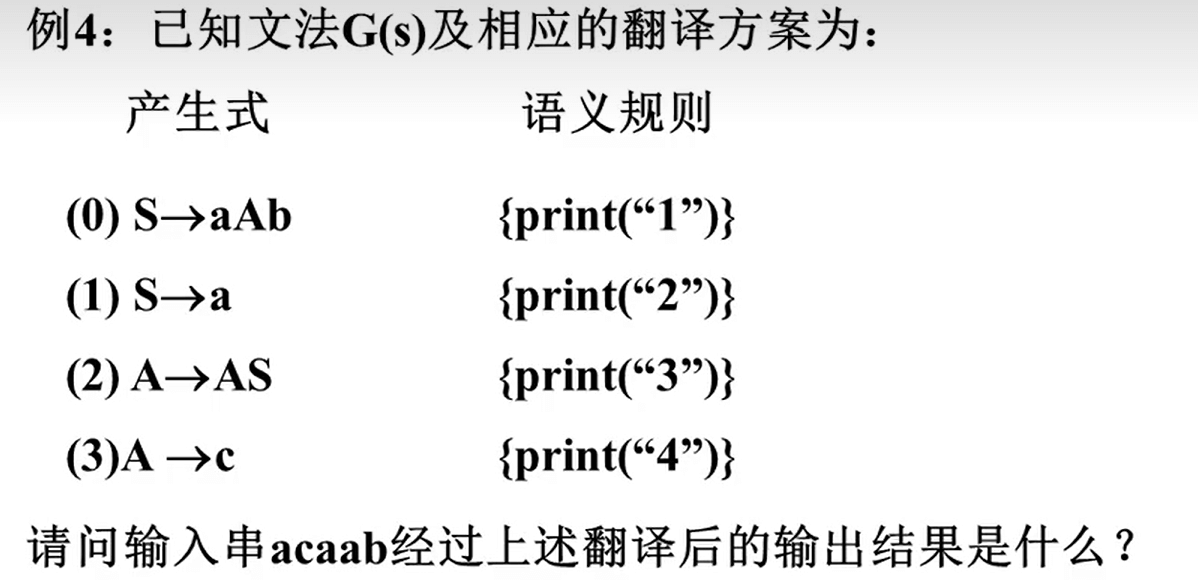 例4：已知文法G(s)及相应的翻译方案为：
产生式 语义规则
(0) S→aAb {print(“1”)}
(1) S→a {print(“2”)}
(2) A→AS {print(“3”)}
(3)A →c {print(“4”)}
请问输入串acaab经过上述翻译后的输出结果是什么？